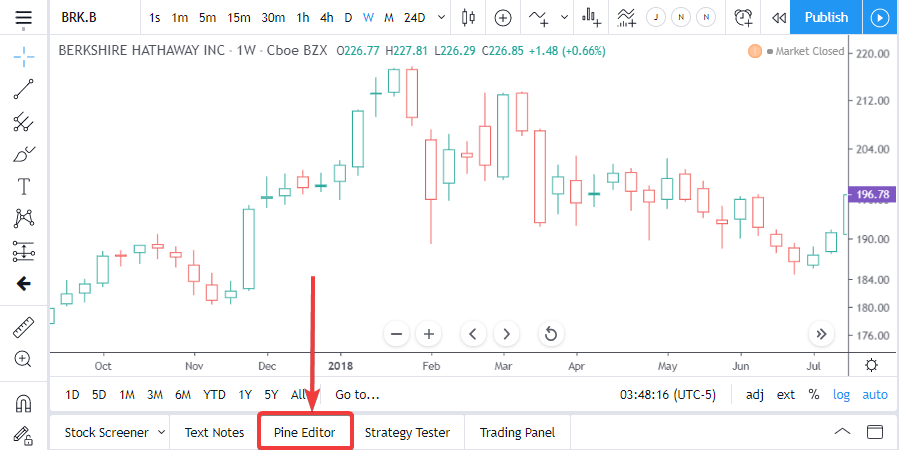 BRK.B 1s 1m 5m 15m 30m 1h 4h D W M 24D J N N Publish
BERKSHIRE HATHAWAY INC · 1W · Cboe BZX O226.77 H227.81 L226.29 C226.85 +1.48 (+0.66%) Market Closed
220.00
212.00
204.00
196.78
190.00
184.00
180.00
176.00
T
Oct Nov Dec 2018 Feb Mar Apr May Jun Jul
1D 5D 1M 3M 6M YTD 1Y 5Y All Go to... 03:48:16 (UTC-5) adj ext % log auto
Stock Screener Text Notes Pine Editor Strategy Tester Trading Panel